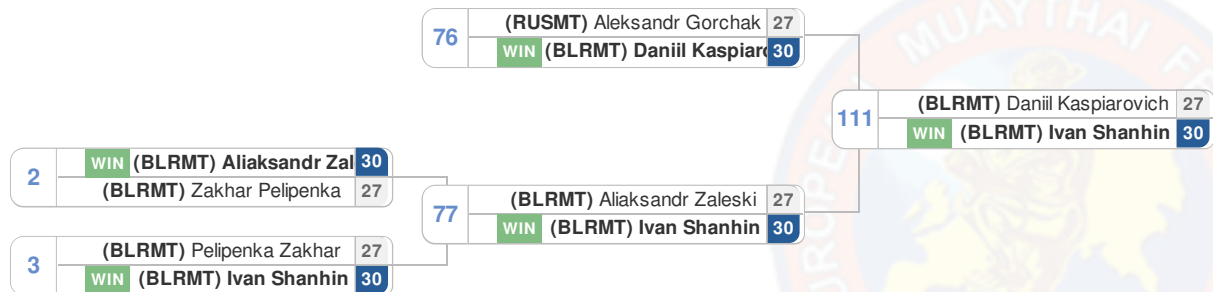 76
(RUSMT) Aleksandr Gorchak 27
WIN (BLRMT) Daniil Kaspiaro 30
111
(BLRMT) Daniil Kaspiarovich 27
WIN (BLRMT) Ivan Shanhin 30
2
WIN (BLRMT) Aliaksandr Zal 30
(BLRMT) Zakhar Pelipenka 27
77
(BLRMT) Aliaksandr Zaleski 27
WIN (BLRMT) Ivan Shanhin 30
3
(BLRMT) Pelipenka Zakhar 27
WIN (BLRMT) Ivan Shanhin 30
MUAYTHAI